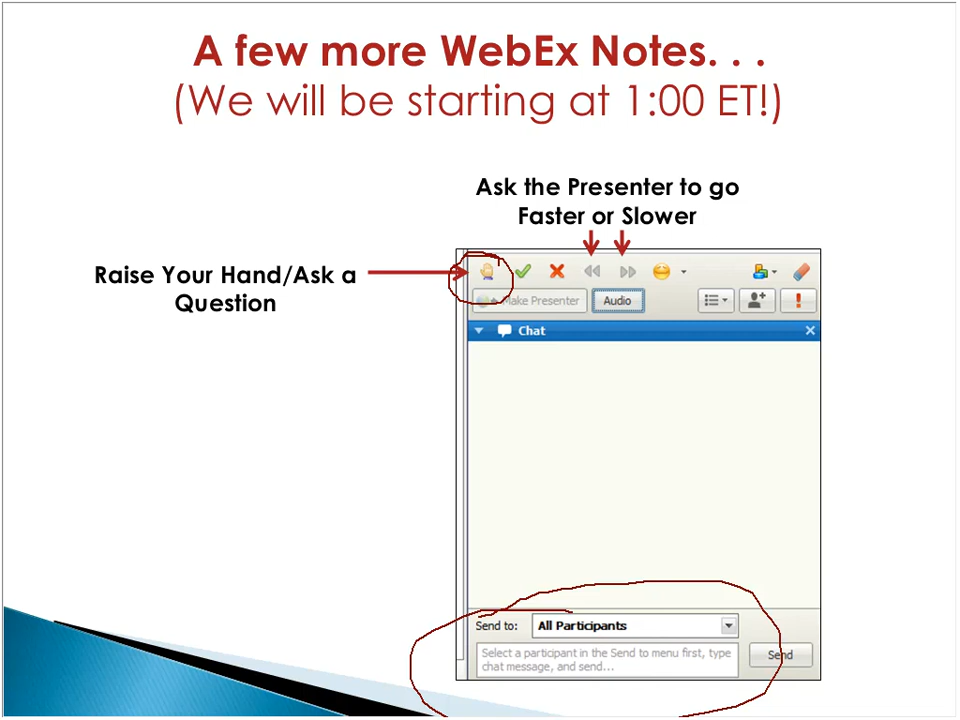 A few more WebEx Notes. . .
(We will be starting at 1:00 ET!)
Ask the Presenter to go
Faster or Slower
Raise Your Hand/Ask a
Question
Make Presenter
Audio
Chat
Send to:
All Participants
Select a participant in the Send to menu first, type
chat message, and send...
Send